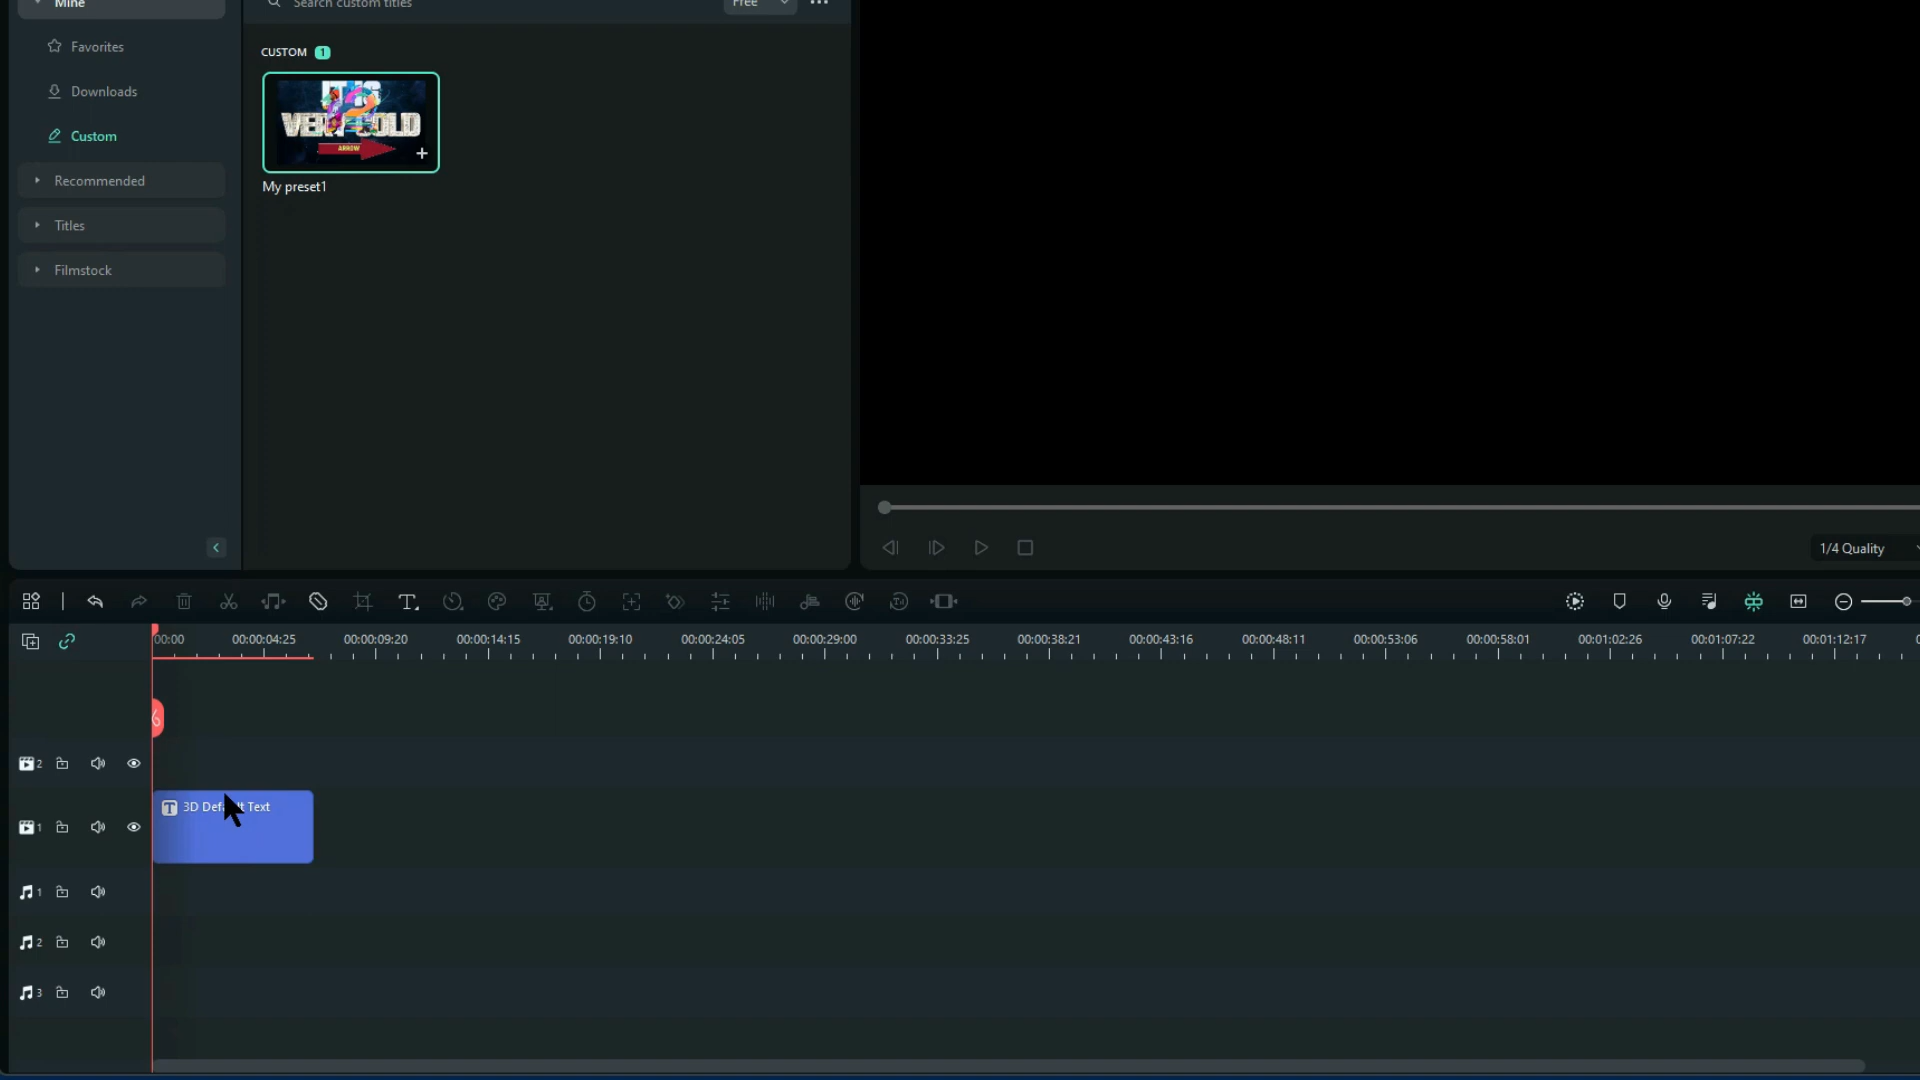 Mine
Search custom titles
Free
Favorites
CUSTOM 1
Downloads
Custom
IT IS
ARROW
My preset1
Recommended
Titles
Filmstock
1/4 Quality
00:00 00:00:04:25 00:00:09:20 00:00:14:15 00:00:19:10 00:00:24:05 00:00:29:00 00:00:33:25 00:00:38:21 00:00:43:16 00:00:48:11 00:00:53:06 00:00:58:01 00:01:02:26 00:01:07:22 00:01:12:17
2
T 3D Default Text
1
1
2
3